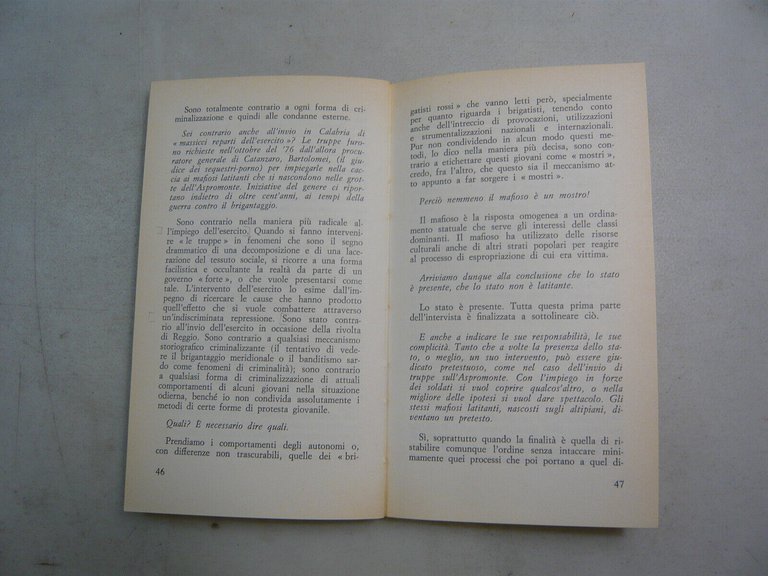 Sono totalmente contrario a ogni forma di cri-
minalizzazione e quindi alle condanne esterne.
Sei contrario anche all'invio in Calabria di
« massicci reparti dell'esercito »? Le truppe furo-
no richieste nell'ottobre del '76 dall'allora procu-
ratore generale di Catanzaro, Bartolomei, (il
giudice dei sequestri-porno) per impiegarle nella cac-
cia ai mafiosi latitanti che si nascondono nelle grot-
te dell'Aspromonte. Iniziative del genere ci ripor-
tano indietro di oltre cent'anni, ai tempi della
guerra contro il brigantaggio.
Sono contrario nella maniera più radicale al-
l'impiego dell'esercito. Quando si fanno interveni-
re « le truppe » in fenomeni che sono il segno
drammatico di una decomposizione e di una lace-
razione del tessuto sociale, si ricorre a una forma
facilistica e occultante la realtà da parte di un
governo « forte », o che vuole presentarsi come
tale. L'intervento dell'esercito lo esime dall'im-
pegno di ricercare le cause che hanno prodotto
quell'effetto che si vuole combattere attraverso
un'indiscriminata repressione. Sono stato contra-
rio all'invio dell'esercito in occasione della rivolta
di Reggio. Sono contrario a qualsiasi meccanismo
storiografico criminalizzante (il tentativo di vede-
re il brigantaggio meridionale o il banditismo sar-
do come fenomeni di criminalità); sono contrario
a qualsiasi forma di criminalizzazione di attuali
comportamenti di alcuni giovani nella situazione
odierna, benché io non condivida assolutamente i
metodi di certe forme di protesta giovanile.
Quali? È necessario dire quali.
Prendiamo i comportamenti degli autonomi o,
con differenze non trascurabili, quelle dei « bri-
46
gatisti rossi » che vanno letti però, specialmente
per quanto riguarda i brigatisti, tenendo conto
anche dell'intreccio di provocazioni, utilizzazioni
e strumentalizzazioni nazionali e internazionali.
Pur non condividendo in alcun modo questi me-
todi, lo dico nella maniera più decisa, sono con-
trario a etichettare questi giovani come « mostri »,
credo, fra l'altro, che questo sia il meccanismo at-
to appunto a far sorgere i « mostri ».
Perciò nemmeno il mafioso è un mostro!
Il mafioso è la risposta omogenea a un ordina-
mento statuale che serve gli interessi delle classi
dominanti. Il mafioso ha utilizzato delle risorse
culturali anche di altri strati popolari per reagire
al processo di espropriazione di cui era vittima.
Arriviamo dunque alla conclusione che lo stato
è presente, che lo stato non è latitante.
Lo stato è presente. Tutta questa prima parte
dell'intervista è finalizzata a sottolineare ciò.
E anche a indicare le sue responsabilità, le sue
complicità. Tanto che a volte la presenza dello sta-
to, o meglio, un suo intervento, può essere giu-
dicato pretestuoso, come nel caso dell'invio di
truppe sull'Aspromonte. Con l'impiego in forze
dei soldati si vuol coprire qualcos'altro, o nella
migliore delle ipotesi si vuol dare spettacolo. Gli
stessi mafiosi latitanti, nascosti sugli altipiani, di-
ventano un pretesto.
Sì, soprattutto quando la finalità è quella di ri-
stabilire comunque l'ordine senza intaccare mini-
mamente quei processi che poi portano a quel di-
47